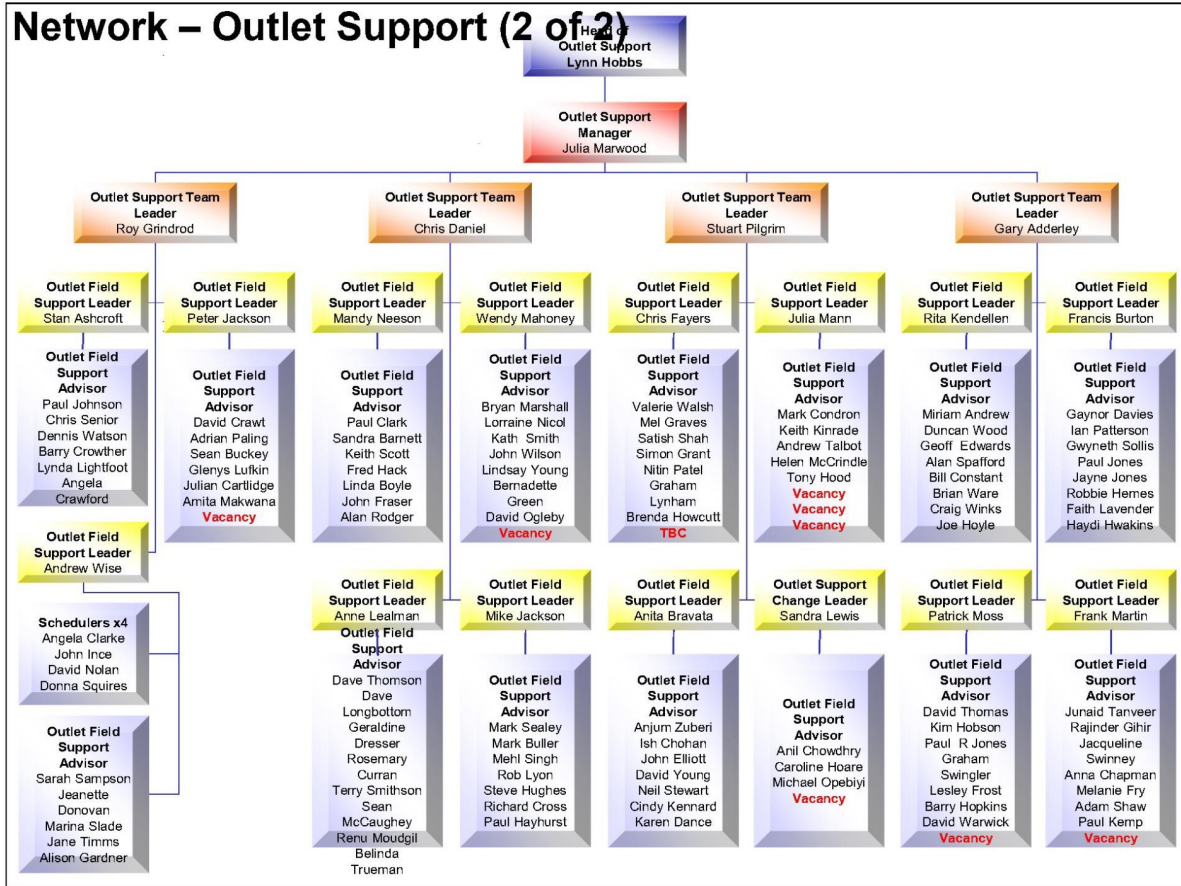 Network – Outlet Support (2 of 2)
Head of
Outlet Support
Lynn Hobbs
Outlet Support
Manager
Julia Marwood
Outlet Support Team
Leader
Roy Grindrod
Outlet Support Team
Leader
Chris Daniel
Outlet Support Team
Leader
Stuart Pilgrim
Outlet Support Team
Leader
Gary Adderley
Outlet Field
Support Leader
Stan Ashcroft
Outlet Field
Support Leader
Peter Jackson
Outlet Field
Support Leader
Mandy Neeson
Outlet Field
Support Leader
Wendy Mahoney
Outlet Field
Support Leader
Chris Fayers
Outlet Field
Support Leader
Julia Mann
Outlet Field
Support Leader
Rita Kendellen
Outlet Field
Support Leader
Francis Burton
Outlet Field
Support
Advisor
Paul Johnson
Chris Senior
Dennis Watson
Barry Crowther
Lynda Lightfoot
Angela
Crawford
Outlet Field
Support
Advisor
David Crawt
Adrian Paling
Sean Buckey
Glenys Lufkin
Julian Cartlidge
Amita Makwana
Vacancy
Outlet Field
Support
Advisor
Paul Clark
Sandra Barnett
Keith Scott
Fred Hack
Linda Boyle
John Fraser
Alan Rodger
Outlet Field
Support
Advisor
Bryan Marshall
Lorraine Nicol
Kath Smith
John Wilson
Lindsay Young
Bernadette
Green
David Ogleby
Vacancy
Outlet Field
Support
Advisor
Valerie Walsh
Mel Graves
Satish Shah
Simon Grant
Nitin Patel
Graham
Lynham
Brenda Howcutt
TBC
Outlet Field
Support
Advisor
Mark Condron
Keith Kinrade
Andrew Talbot
Helen McCrindle
Tony Hood
Vacancy
Vacancy
Vacancy
Outlet Field
Support
Advisor
Miriam Andrew
Duncan Wood
Geoff Edwards
Alan Spafford
Bill Constant
Brian Ware
Craig Winks
Joe Hoyle
Outlet Field
Support
Advisor
Gaynor Davies
Ian Patterson
Gwyneth Sollis
Paul Jones
Jayne Jones
Robbie Hemes
Faith Lavender
Haydi Hwakins
Outlet Field
Support Leader
Andrew Wise
Schedulers x4
Angela Clarke
John Ince
David Nolan
Donna Squires
Outlet Field
Support
Advisor
Sarah Sampson
Jeanette
Donovan
Marina Slade
Jane Timms
Alison Gardner
Outlet Field
Support Leader
Anne Lealman
Outlet Field
Support Leader
Mike Jackson
Outlet Field
Support Leader
Anita Bravata
Outlet Support
Change Leader
Sandra Lewis
Outlet Field
Support Leader
Patrick Moss
Outlet Field
Support Leader
Frank Martin
Outlet Field
Support
Advisor
Dave Thomson
Dave
Longbottom
Geraldine
Dresser
Rosemary
Curran
Terry Smithson
Sean
McCaughey
Renu Moudgil
Belinda
Trueman
Outlet Field
Support
Advisor
Mark Sealey
Mark Buller
Mehl Singh
Rob Lyon
Steve Hughes
Richard Cross
Paul Hayhurst
Outlet Field
Support
Advisor
Anjum Zuberi
Ish Chohan
John Elliott
David Young
Neil Stewart
Cindy Kennard
Karen Dance
Outlet Field
Support
Advisor
Anil Chowdhry
Caroline Hoare
Michael Opebiyi
Vacancy
Outlet Field
Support
Advisor
David Thomas
Kim Hobson
Paul R Jones
Graham
Swingler
Lesley Frost
Barry Hopkins
David Warwick
Vacancy
Outlet Field
Support
Advisor
Junaid Tanveer
Rajinder Gihir
Jacqueline
Swinney
Anna Chapman
Melanie Fry
Adam Shaw
Paul Kemp
Vacancy